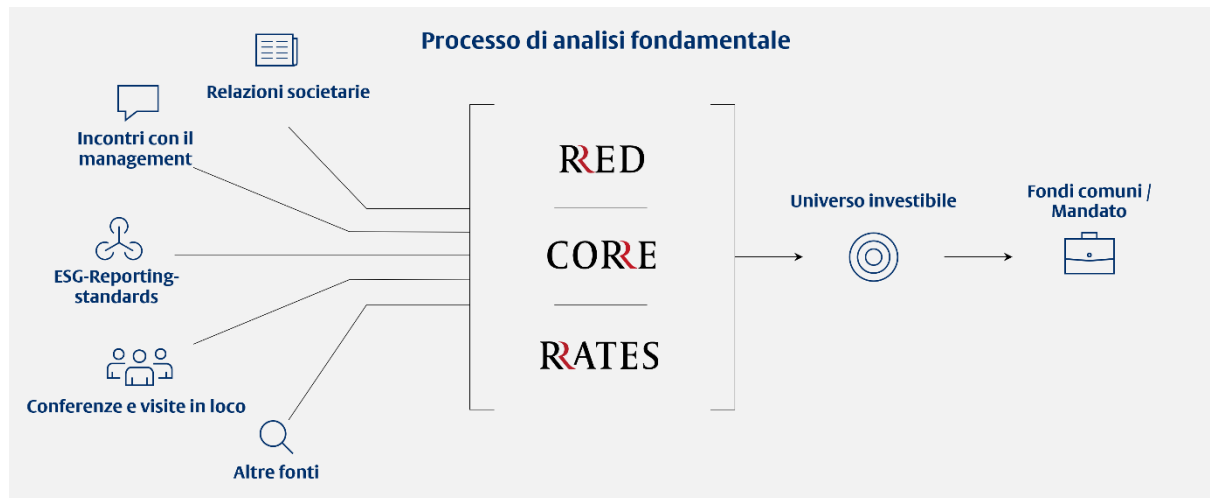 Processo di analisi fondamentale
Relazioni societarie
Incontri con il
management
ESG-Reporting-
standards
Conferenze e visite in loco
Altre fonti
RRED
CORRE
RRATES
Universo investibile
Fondi comuni /
Mandato